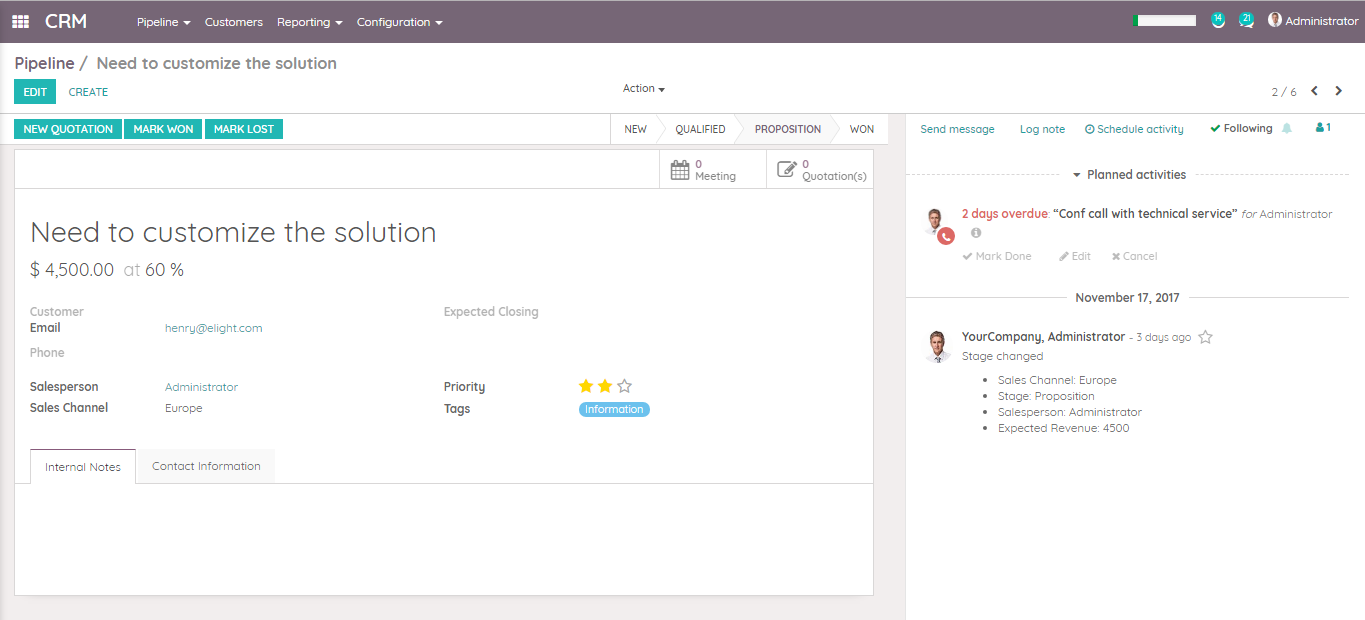 CRM Pipeline Customers Reporting Configuration 14 21 Administrator
Pipeline / Need to customize the solution
EDIT CREATE Action 2 / 6
NEW QUOTATION MARK WON MARK LOST NEW QUALIFIED PROPOSITION WON
Send message Log note Schedule activity Following 1
0 Meeting
0 Quotation(s)
Need to customize the solution
$ 4,500.00 at 60 %
Customer
Email henry@elight.com
Phone
Expected Closing
Salesperson Administrator
Sales Channel Europe
Priority
Tags Information
Internal Notes Contact Information
Planned activities
2 days overdue: “Conf call with technical service” for Administrator
Mark Done Edit Cancel
November 17, 2017
YourCompany, Administrator - 3 days ago
Stage changed
• Sales Channel: Europe
• Stage: Proposition
• Salesperson: Administrator
• Expected Revenue: 4500